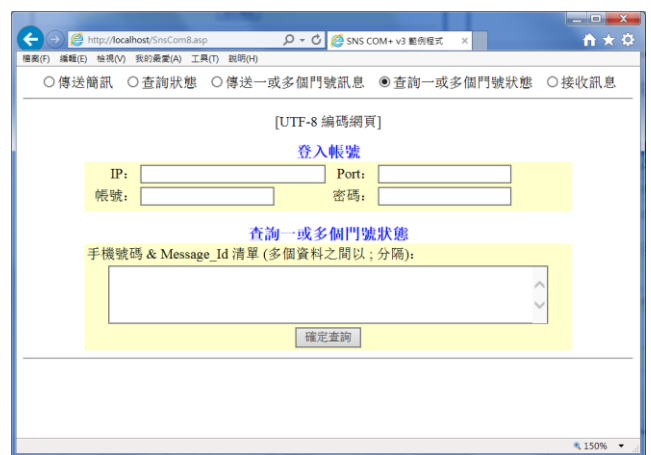 http://localhost/SnsCom8.asp
SNS COM+ v3 範例程式
檔案(F) 編輯(E) 檢視(V) 我的最愛(A) 工具(T) 說明(H)
傳送簡訊 查詢狀態 傳送一或多個門號訊息 查詢一或多個門號狀態 接收訊息
[UTF-8 編碼網頁]
登入帳號
IP: Port:
帳號: 密碼:
查詢一或多個門號狀態
手機號碼 & Message_Id 清單 (多個資料之間以 ; 分隔):
確定查詢
150%